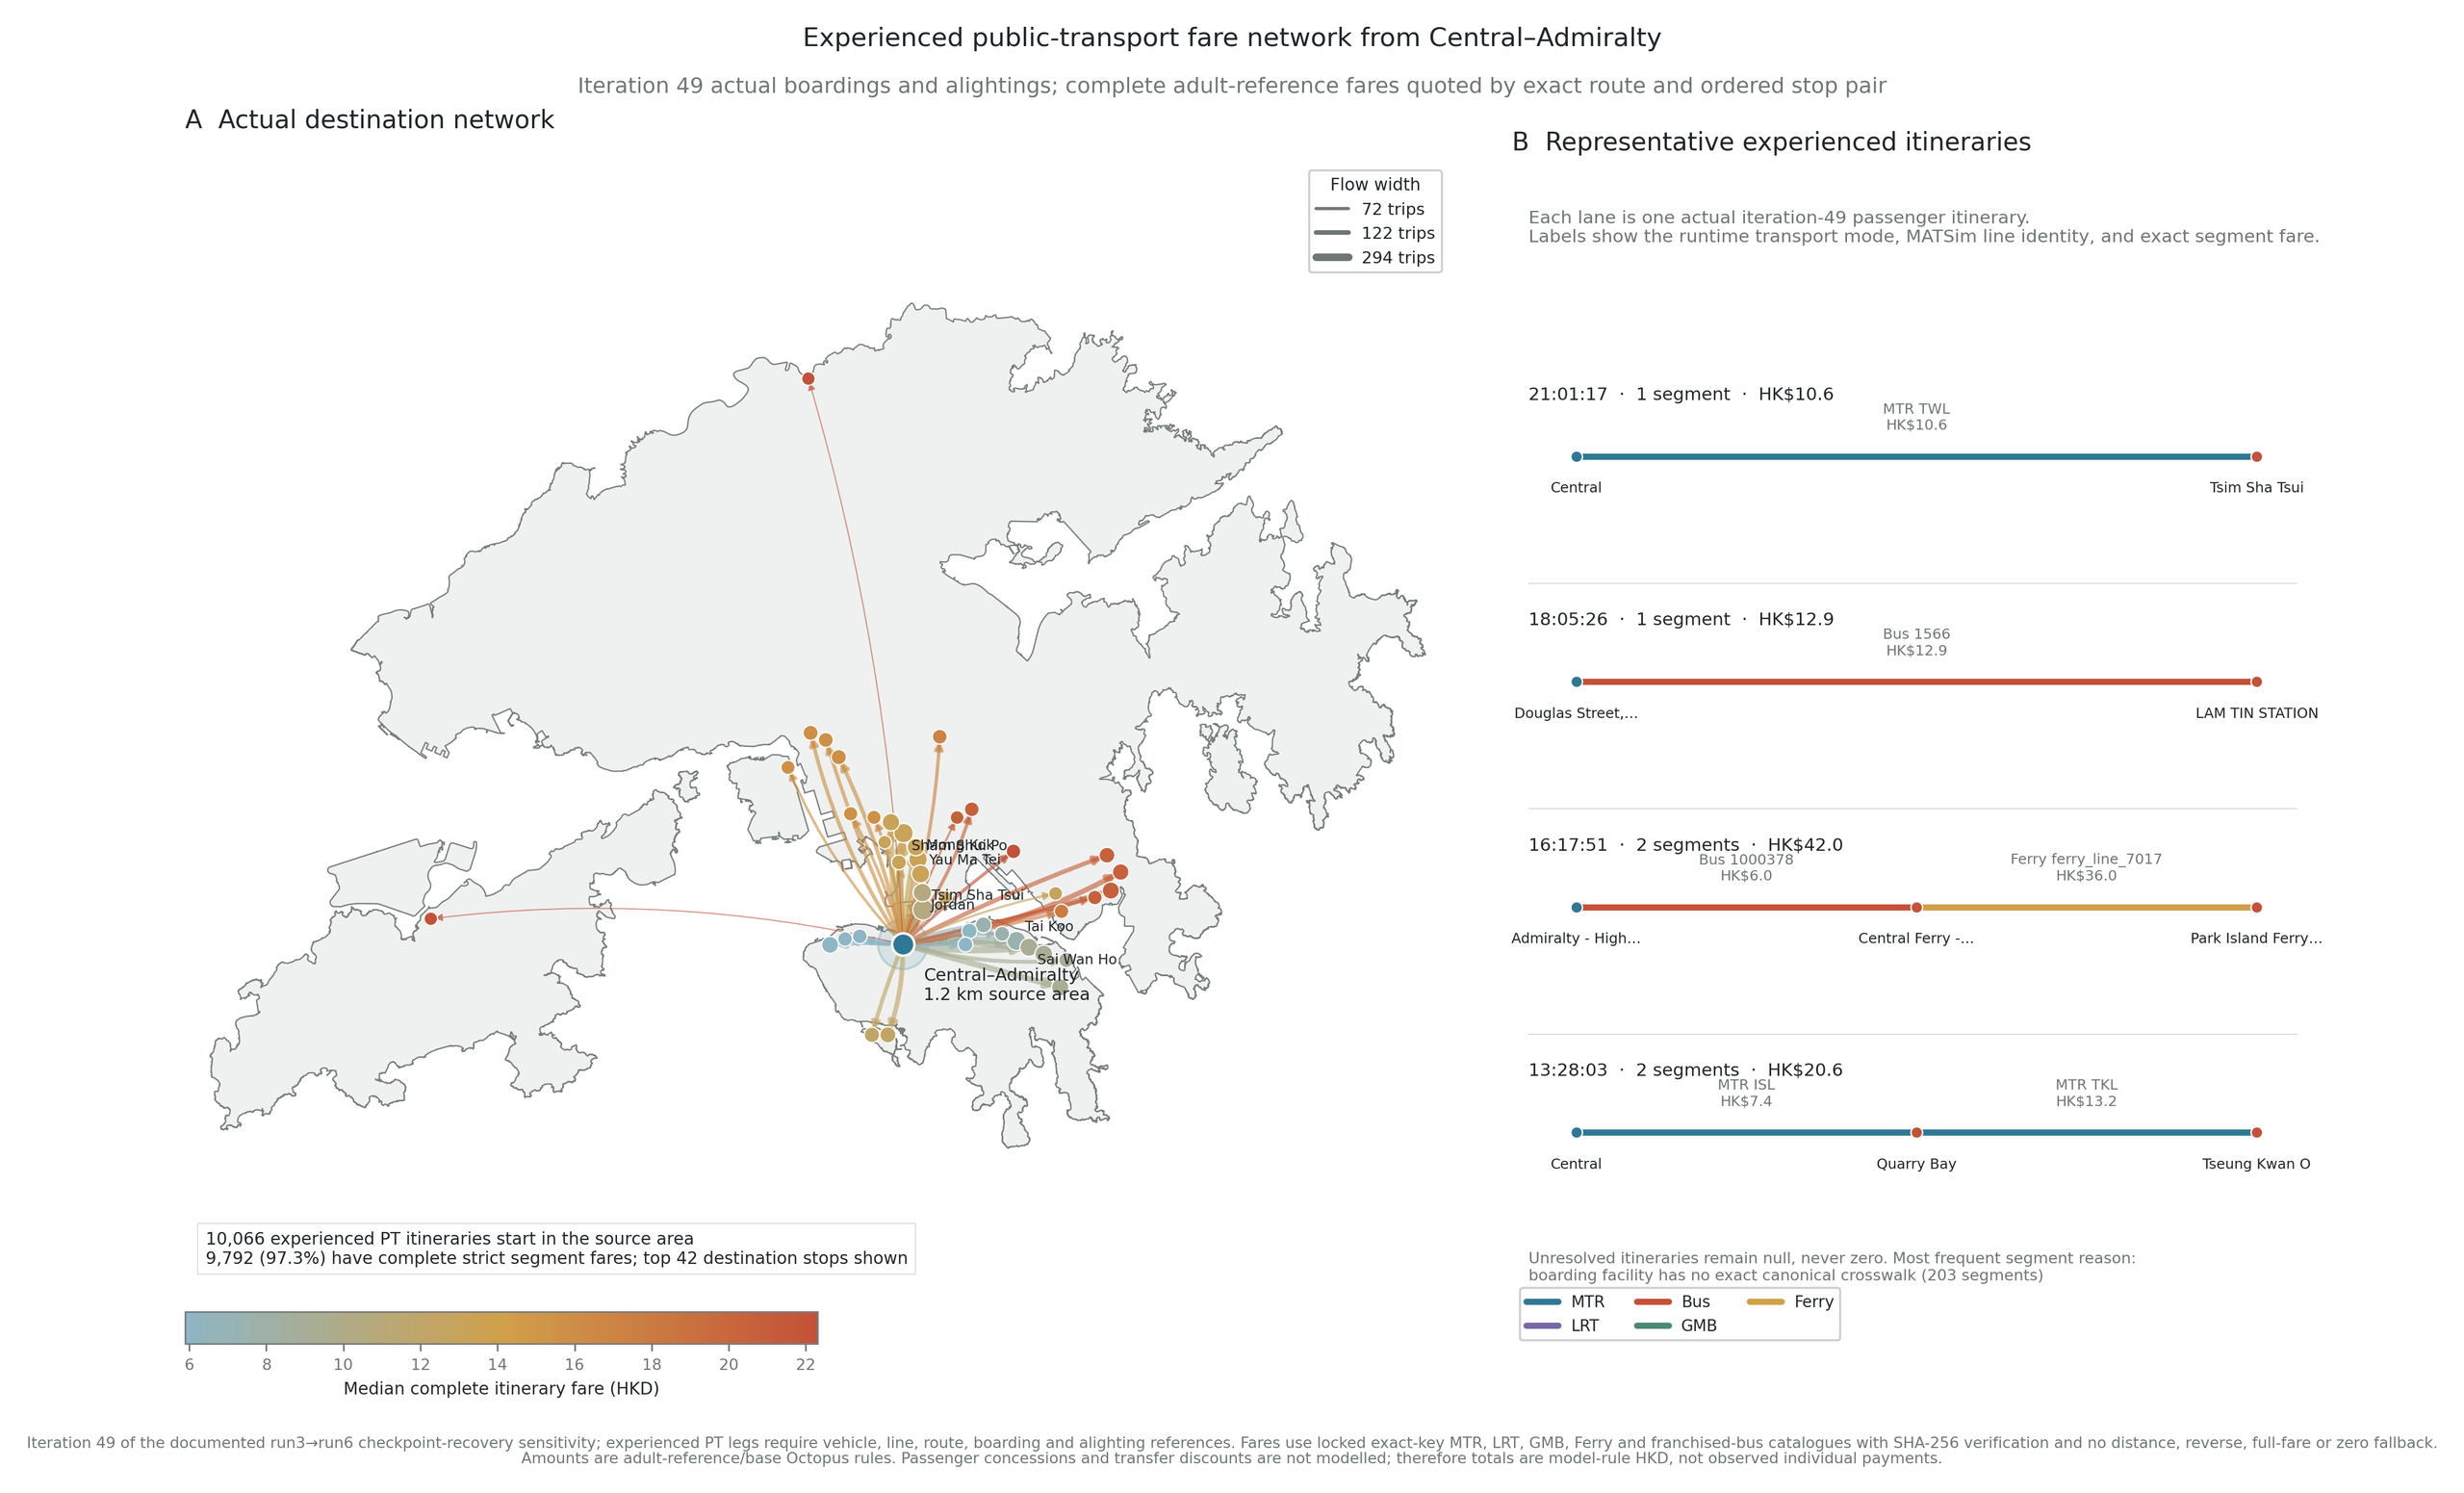 Experienced public-transport fare network from Central–Admiralty
Iteration 49 actual boardings and alightings; complete adult-reference fares quoted by exact route and ordered stop pair
A  Actual destination network
Flow width
72 trips
122 trips
294 trips
Sham Shui Po
Mong Kok
Yau Ma Tei
Tsim Sha Tsui
Jordan
Tai Koo
Sai Wan Ho
Central–Admiralty
1.2 km source area
10,066 experienced PT itineraries start in the source area
9,792 (97.3%) have complete strict segment fares; top 42 destination stops shown
6 8 10 12 14 16 18 20 22
Median complete itinerary fare (HKD)
B  Representative experienced itineraries
Each lane is one actual iteration-49 passenger itinerary.
Labels show the runtime transport mode, MATSim line identity, and exact segment fare.
21:01:17 · 1 segment · HK$10.6
MTR TWL
HK$10.6
Central
Tsim Sha Tsui
18:05:26 · 1 segment · HK$12.9
Bus 1566
HK$12.9
Douglas Street,...
LAM TIN STATION
16:17:51 · 2 segments · HK$42.0
Bus 1000378
HK$6.0
Ferry ferry_line_7017
HK$36.0
Admiralty - High...
Central Ferry -...
Park Island Ferry...
13:28:03 · 2 segments · HK$20.6
MTR ISL
HK$7.4
MTR TKL
HK$13.2
Central
Quarry Bay
Tseung Kwan O
Unresolved itineraries remain null, never zero. Most frequent segment reason:
boarding facility has no exact canonical crosswalk (203 segments)
MTR Bus Ferry
LRT GMB
Iteration 49 of the documented run3→run6 checkpoint-recovery sensitivity; experienced PT legs require vehicle, line, route, boarding and alighting references. Fares use locked exact-key MTR, LRT, GMB, Ferry and franchised-bus catalogues with SHA-256 verification and no distance, reverse, full-fare or zero fallback.
Amounts are adult-reference/base Octopus rules. Passenger concessions and transfer discounts are not modelled; therefore totals are model-rule HKD, not observed individual payments.